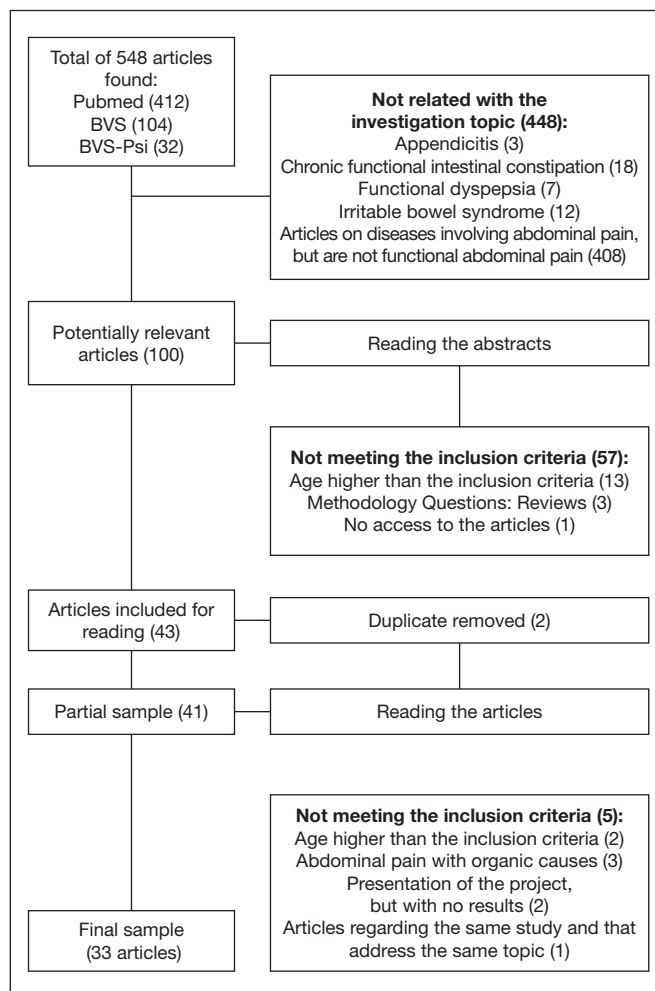 Total of 548 articles
found:
Pubmed (412)
BVS (104)
BVS-Psi (32)
Not related with the
investigation topic (448):
Appendicitis (3)
Chronic functional intestinal constipation (18)
Functional dyspepsia (7)
Irritable bowel syndrome (12)
Articles on diseases involving abdominal pain,
but are not functional abdominal pain (408)
Potentially relevant
articles (100)
Reading the abstracts
Not meeting the inclusion criteria (57):
Age higher than the inclusion criteria (13)
Methodology Questions: Reviews (3)
No access to the articles (1)
Articles included for
reading (43)
Duplicate removed (2)
Partial sample (41)
Reading the articles
Not meeting the inclusion criteria (5):
Age higher than the inclusion criteria (2)
Abdominal pain with organic causes (3)
Presentation of the project,
but with no results (2)
Articles regarding the same study and that
address the same topic (1)
Final sample
(33 articles)